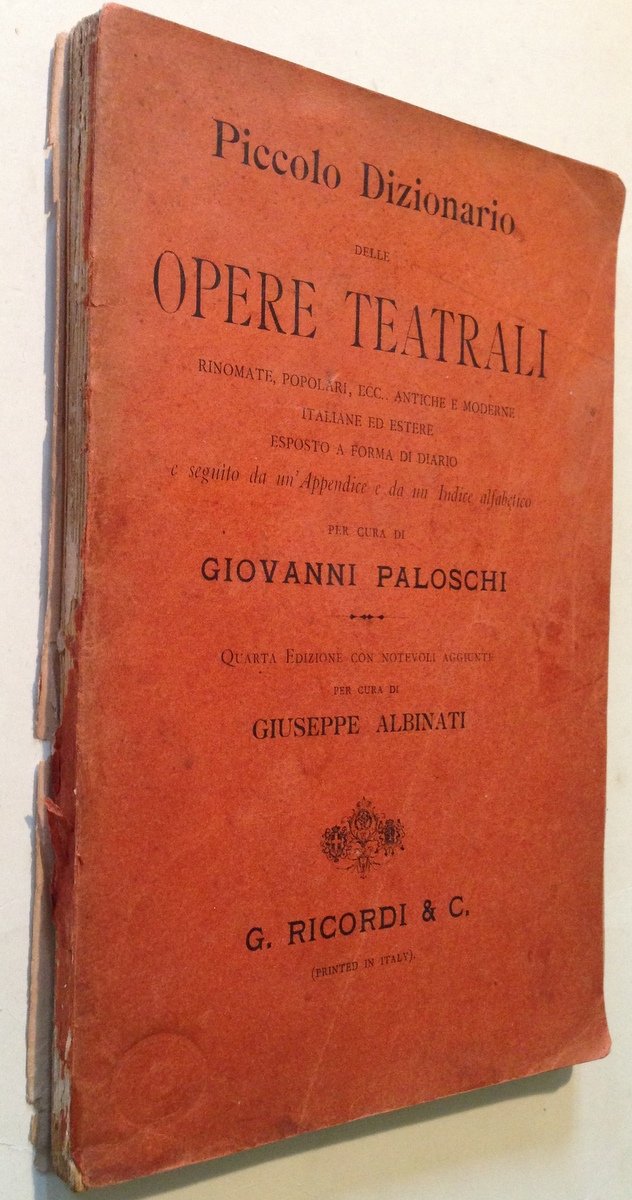 Piccolo Dizionario
DELLE
OPERE TEATRALI
RINOMATE, POPOLARI, ECC., ANTICHE E MODERNE
ITALIANE ED ESTERE
ESPOSTO A FORMA DI DIARIO
e seguito da un' Appendice e da un Indice alfabetico
PER CURA DI
GIOVANNI PALOSCHI
QUARTA EDIZIONE CON NOTEVOLI AGGIUNTE
PER CURA DI
GIUSEPPE ALBINATI
G. RICORDI & C.
(PRINTED IN ITALY).